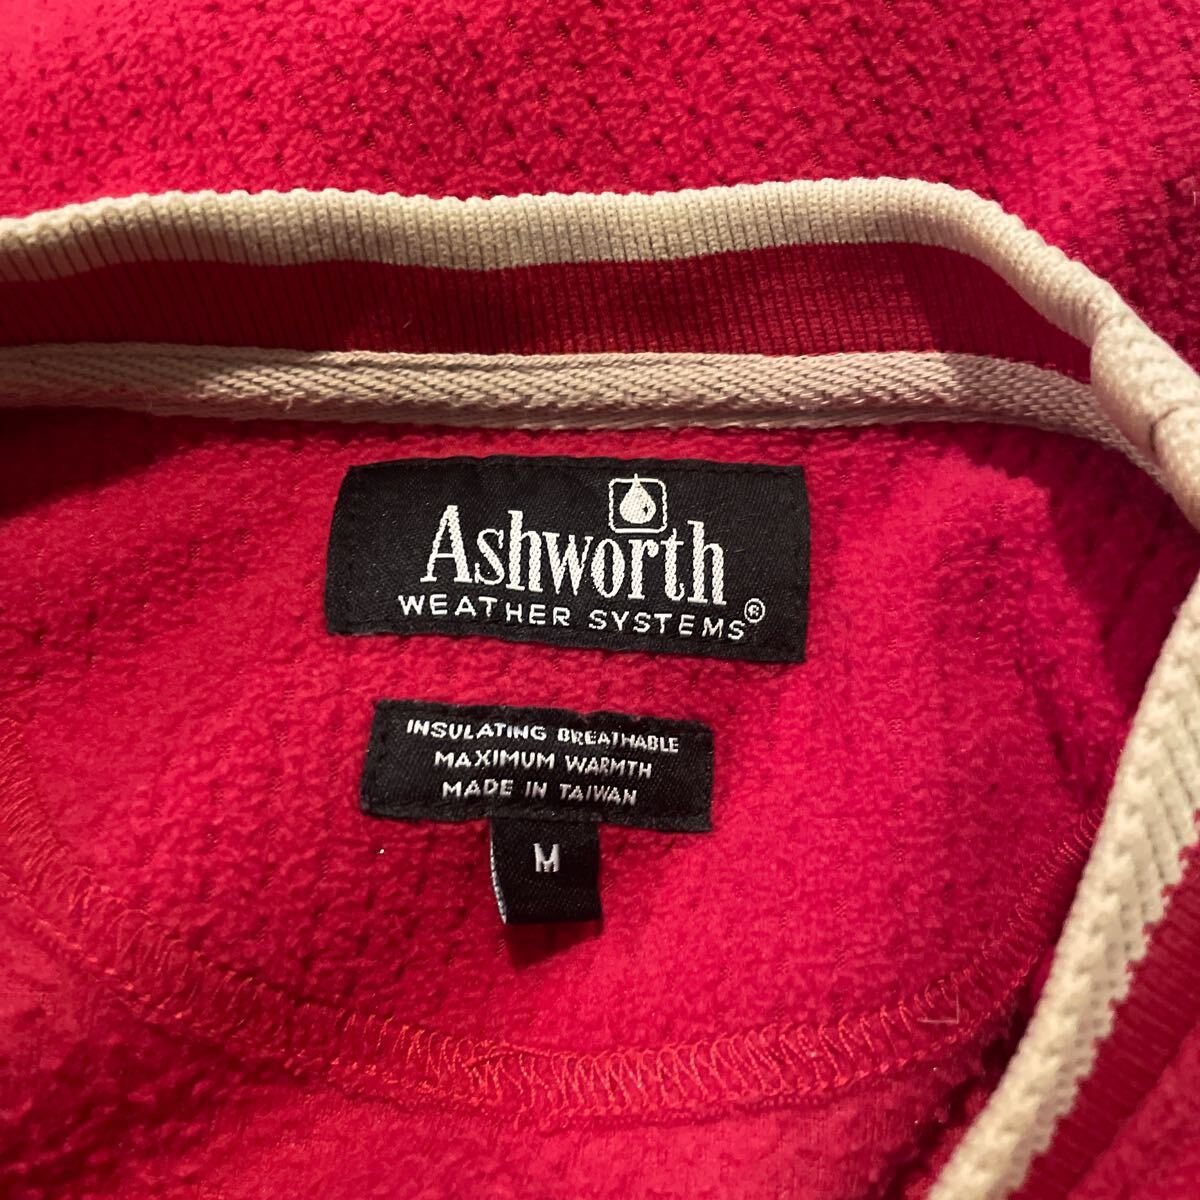 Ashworth
WEATHER SYSTEMS®
INSULATING BREATHABLE
MAXIMUM WARMTH
MADE IN TAIWAN
M